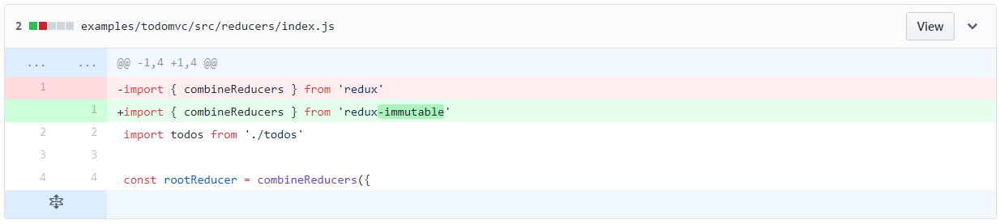 2 examples/todomvc/src/reducers/index.js View
... ... @@ -1,4 +1,4 @@
1 -import { combineReducers } from 'redux'
1 +import { combineReducers } from 'redux-immutable'
2 2 import todos from './todos'
3 3
4 4 const rootReducer = combineReducers({